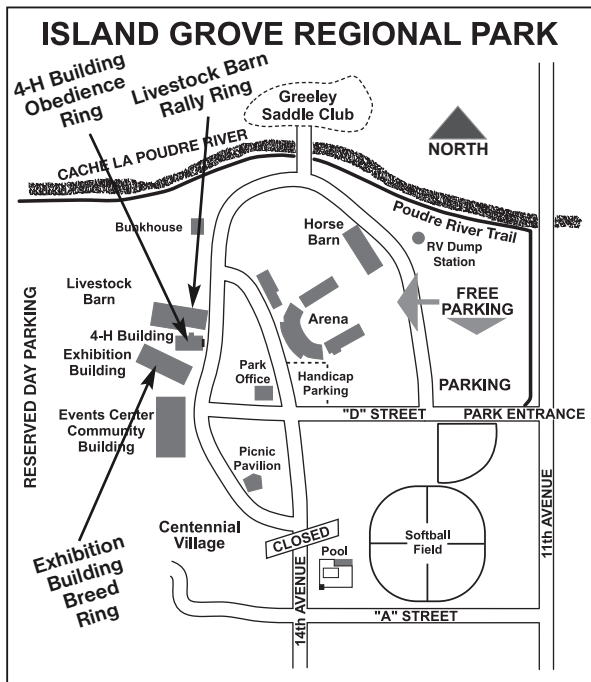 ISLAND GROVE REGIONAL PARK
4-H Building
Obedience
Ring
Livestock Barn
Rally Ring
Greeley
Saddle Club
NORTH
CACHE LA POUDRE RIVER
Poudre River Trail
Bunkhouse
Horse
Barn
RV Dump
Station
Livestock
Barn
FREE
PARKING
Arena
4-H Building
Exhibition
Building
Park
Office
Handicap
Parking
PARKING
RESERVED DAY PARKING
"D" STREET
PARK ENTRANCE
Events Center
Community
Building
Picnic
Pavilion
Centennial
Village
CLOSED
Pool
Softball
Field
11th AVENUE
Exhibition
Building
Breed
Ring
14th AVENUE
"A" STREET